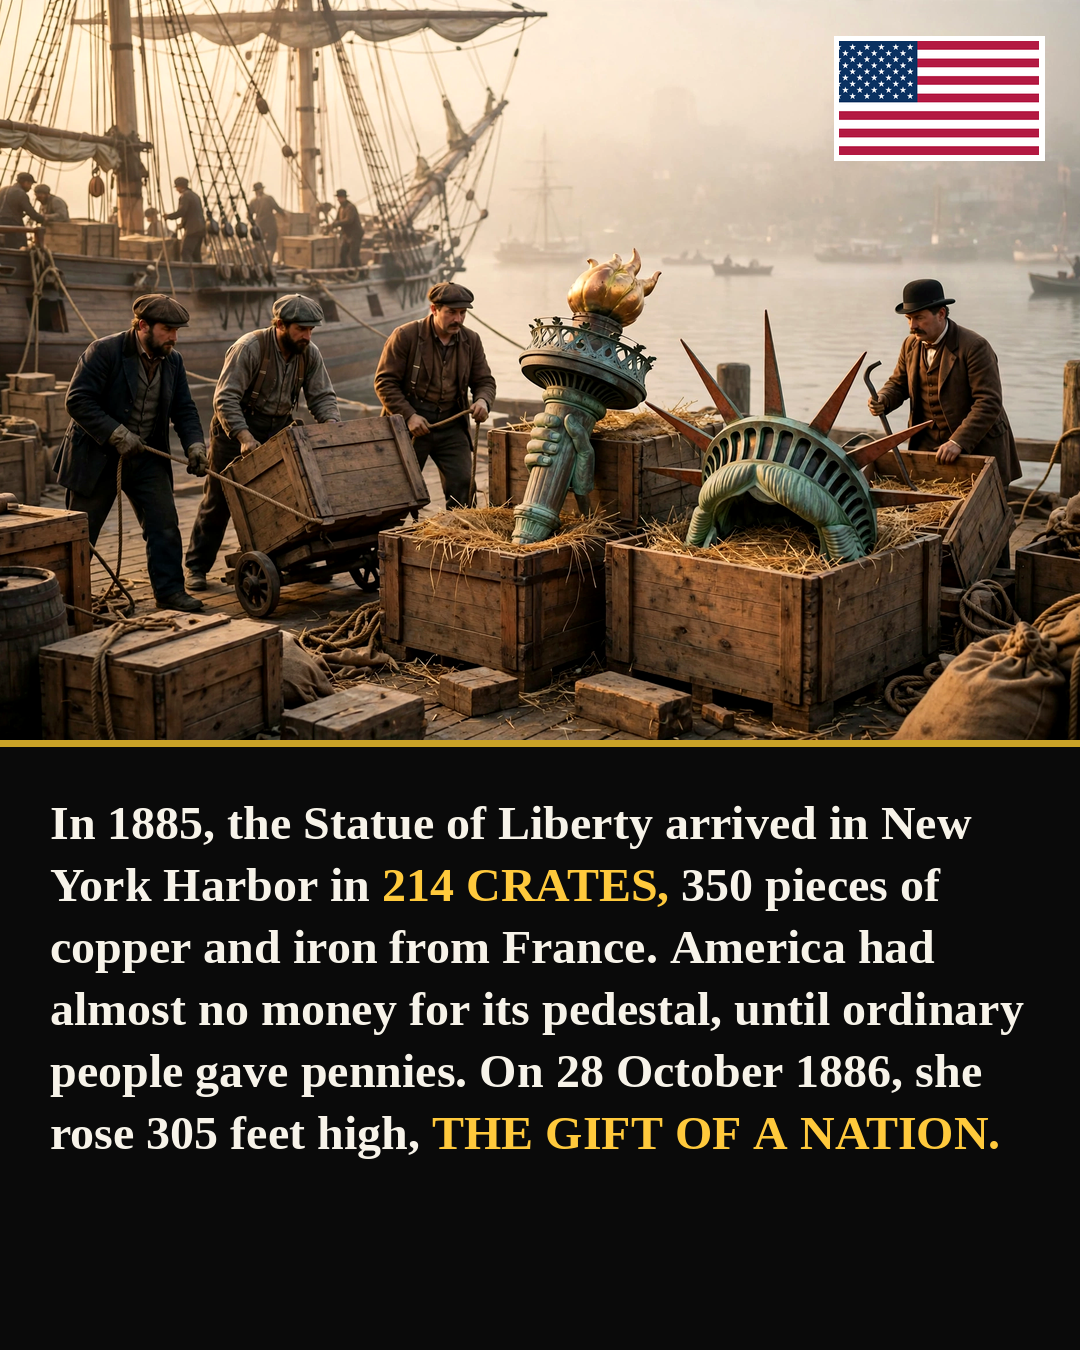 In 1885, the Statue of Liberty arrived in New
York Harbor in 214 CRATES, 350 pieces of
copper and iron from France. America had
almost no money for its pedestal, until ordinary
people gave pennies. On 28 October 1886, she
rose 305 feet high, THE GIFT OF A NATION.